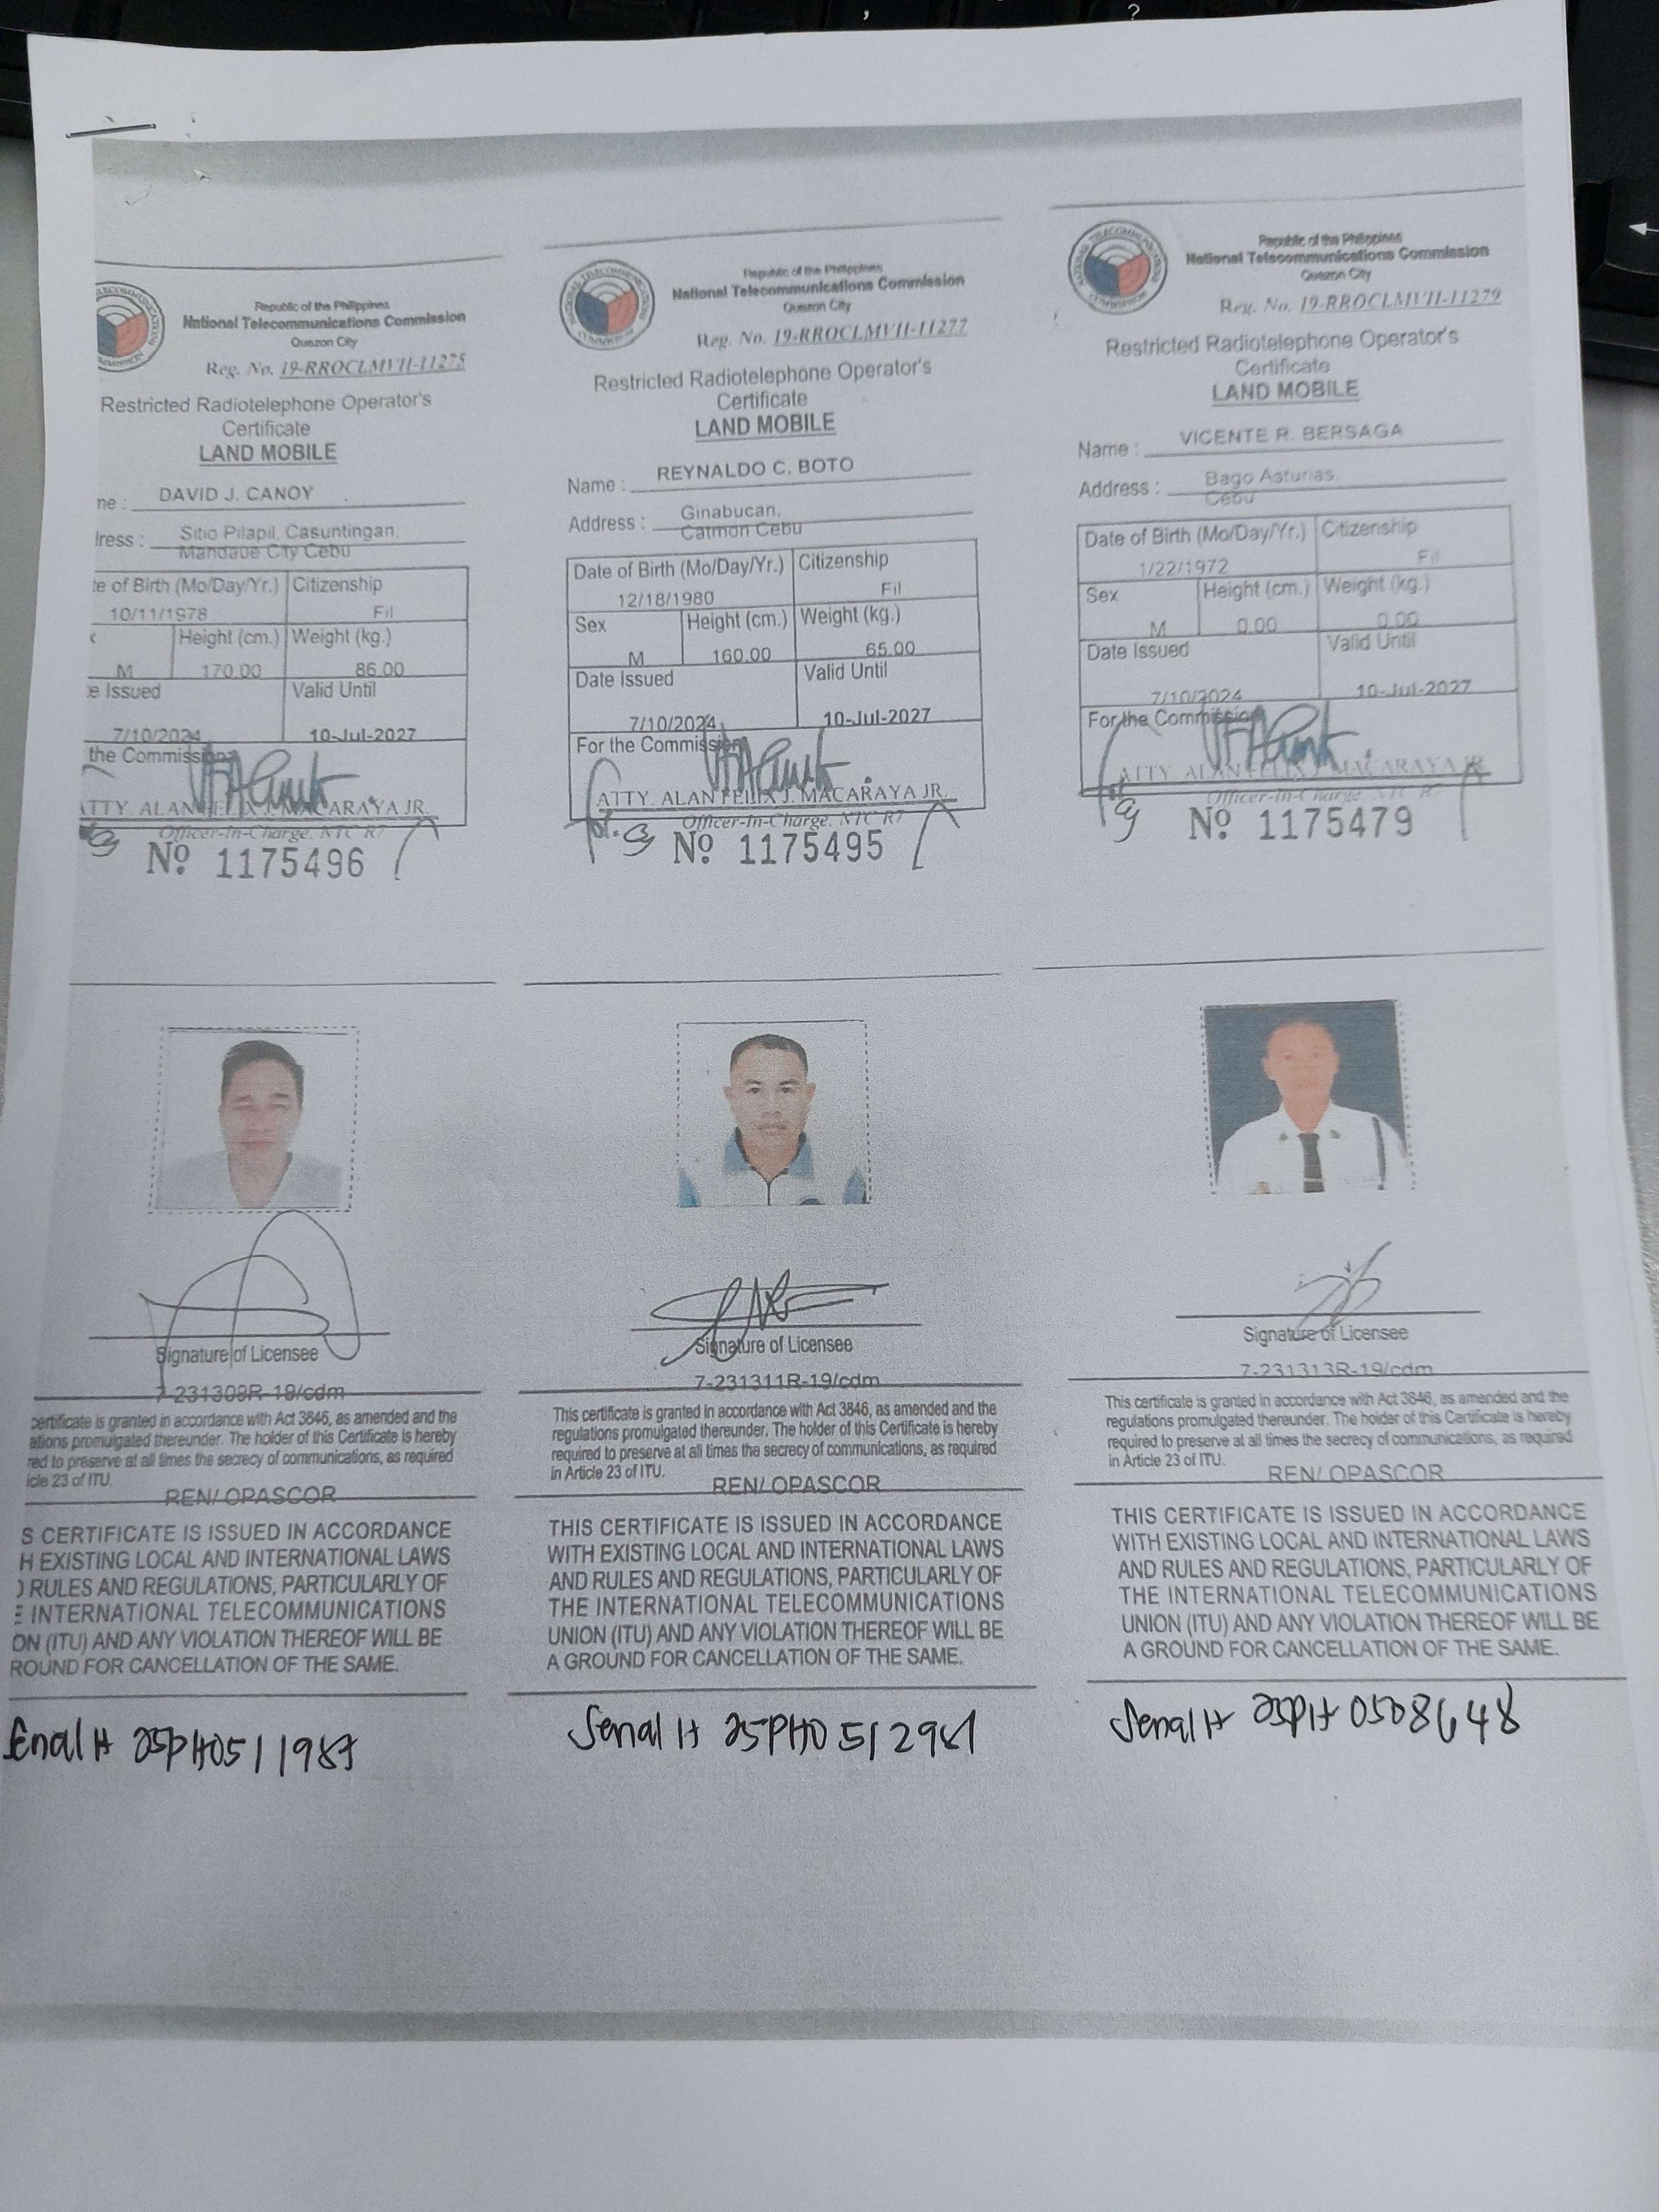 Republic of the Philippines
National Telecommunications Commission
Quezon City
Reg. No. 19-RROCLMVII-11275
Restricted Radiotelephone Operator's
Certificate
LAND MOBILE
ne : DAVID J. CANOY
lress : Sitio Pilapil, Casuntingan,
Mandaue City Cebu
te of Birth (Mo/Day/Yr.) Citizenship
10/11/1978 Fil
Height (cm.) Weight (kg.)
M 170.00 86.00
e Issued Valid Until
7/10/2024 10-Jul-2027
the Commission
ATTY. ALAN FELIX J. MACARAYA JR.
Officer-In-Charge, NTC R7
Nº 1175496
Republic of the Philippines
National Telecommunications Commission
Quezon City
Reg. No. 19-RROCLMVII-11277
Restricted Radiotelephone Operator's
Certificate
LAND MOBILE
Name : REYNALDO C. BOTO
Address : Ginabucan,
Catmon Cebu
Date of Birth (Mo/Day/Yr.) Citizenship
12/18/1980 Fil
Sex Height (cm.) Weight (kg.)
M 160.00 65.00
Date Issued Valid Until
7/10/2024 10-Jul-2027
For the Commission
ATTY. ALAN FELIX J. MACARAYA JR.
Officer-In-Charge, NTC R7
Nº 1175495
Republic of the Philippines
National Telecommunications Commission
Quezon City
Reg. No. 19-RROCLMVII-11279
Restricted Radiotelephone Operator's
Certificate
LAND MOBILE
Name : VICENTE R. BERSAGA
Address : Bago Asturias,
Cebu
Date of Birth (Mo/Day/Yr.) Citizenship
1/22/1972 Fil
Sex Height (cm.) Weight (kg.)
M 0.00 0.00
Date Issued Valid Until
7/10/2024 10-Jul-2027
For the Commission
ATTY. ALAN FELIX J. MACARAYA JR.
Officer-In-Charge, NTC R7
Nº 1175479
Signature of Licensee
7-231309R-19/cdm
certificate is granted in accordance with Act 3846, as amended and the
ations promulgated thereunder. The holder of this Certificate is hereby
red to preserve at all times the secrecy of communications, as required
icle 23 of ITU.
REN/ OPASCOR
S CERTIFICATE IS ISSUED IN ACCORDANCE
H EXISTING LOCAL AND INTERNATIONAL LAWS
D RULES AND REGULATIONS, PARTICULARLY OF
E INTERNATIONAL TELECOMMUNICATIONS
ON (ITU) AND ANY VIOLATION THEREOF WILL BE
ROUND FOR CANCELLATION OF THE SAME.
Signature of Licensee
7-231311R-19/cdm
This certificate is granted in accordance with Act 3846, as amended and the
regulations promulgated thereunder. The holder of this Certificate is hereby
required to preserve at all times the secrecy of communications, as required
in Article 23 of ITU.
REN/ OPASCOR
THIS CERTIFICATE IS ISSUED IN ACCORDANCE
WITH EXISTING LOCAL AND INTERNATIONAL LAWS
AND RULES AND REGULATIONS, PARTICULARLY OF
THE INTERNATIONAL TELECOMMUNICATIONS
UNION (ITU) AND ANY VIOLATION THEREOF WILL BE
A GROUND FOR CANCELLATION OF THE SAME.
Serial # 25PH0512981
Signature of Licensee
7-231313R-19/cdm
This certificate is granted in accordance with Act 3846, as amended and the
regulations promulgated thereunder. The holder of this Certificate is hereby
required to preserve at all times the secrecy of communications, as required
in Article 23 of ITU.
REN/ OPASCOR
THIS CERTIFICATE IS ISSUED IN ACCORDANCE
WITH EXISTING LOCAL AND INTERNATIONAL LAWS
AND RULES AND REGULATIONS, PARTICULARLY OF
THE INTERNATIONAL TELECOMMUNICATIONS
UNION (ITU) AND ANY VIOLATION THEREOF WILL BE
A GROUND FOR CANCELLATION OF THE SAME.
Serial # 25PH0508648